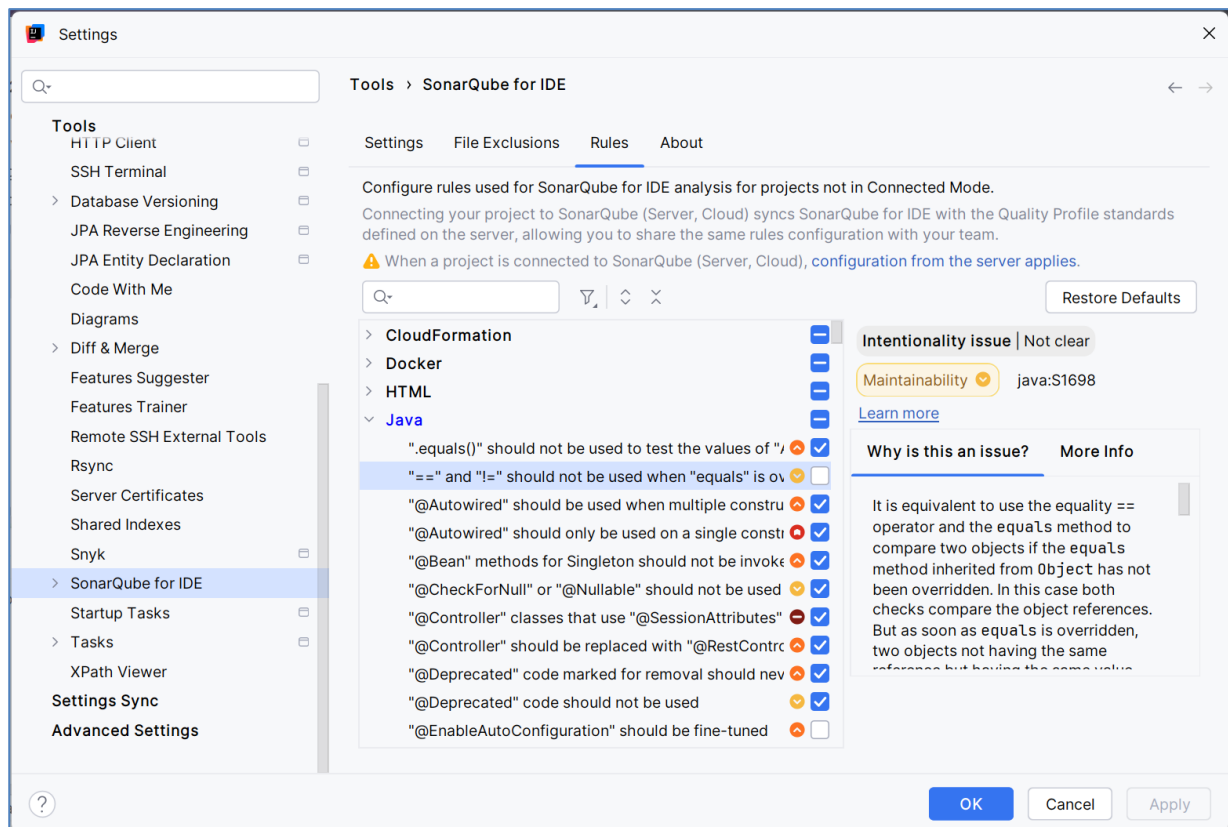 Settings
Tools › SonarQube for IDE
Tools
HTTP Client
SSH Terminal
Database Versioning
JPA Reverse Engineering
JPA Entity Declaration
Code With Me
Diagrams
Diff & Merge
Features Suggester
Features Trainer
Remote SSH External Tools
Rsync
Server Certificates
Shared Indexes
Snyk
SonarQube for IDE
Startup Tasks
Tasks
XPath Viewer
Settings Sync
Advanced Settings
Settings File Exclusions Rules About
Configure rules used for SonarQube for IDE analysis for projects not in Connected Mode.
Connecting your project to SonarQube (Server, Cloud) syncs SonarQube for IDE with the Quality Profile standards
defined on the server, allowing you to share the same rules configuration with your team.
When a project is connected to SonarQube (Server, Cloud), configuration from the server applies.
Restore Defaults
CloudFormation
Docker
HTML
Java
".equals()" should not be used to test the values of
"==" and "!=" should not be used when "equals" is ov
"@Autowired" should be used when multiple constru
"@Autowired" should only be used on a single constr
"@Bean" methods for Singleton should not be invoke
"@CheckForNull" or "@Nullable" should not be used
"@Controller" classes that use "@SessionAttributes"
"@Controller" should be replaced with "@RestContro
"@Deprecated" code marked for removal should nev
"@Deprecated" code should not be used
"@EnableAutoConfiguration" should be fine-tuned
Intentionality issue | Not clear
Maintainability java:S1698
Learn more
Why is this an issue? More Info
It is equivalent to use the equality ==
operator and the equals method to
compare two objects if the equals
method inherited from Object has not
been overridden. In this case both
checks compare the object references.
But as soon as equals is overridden,
two objects not having the same
reference but having the same value
?
OK Cancel Apply